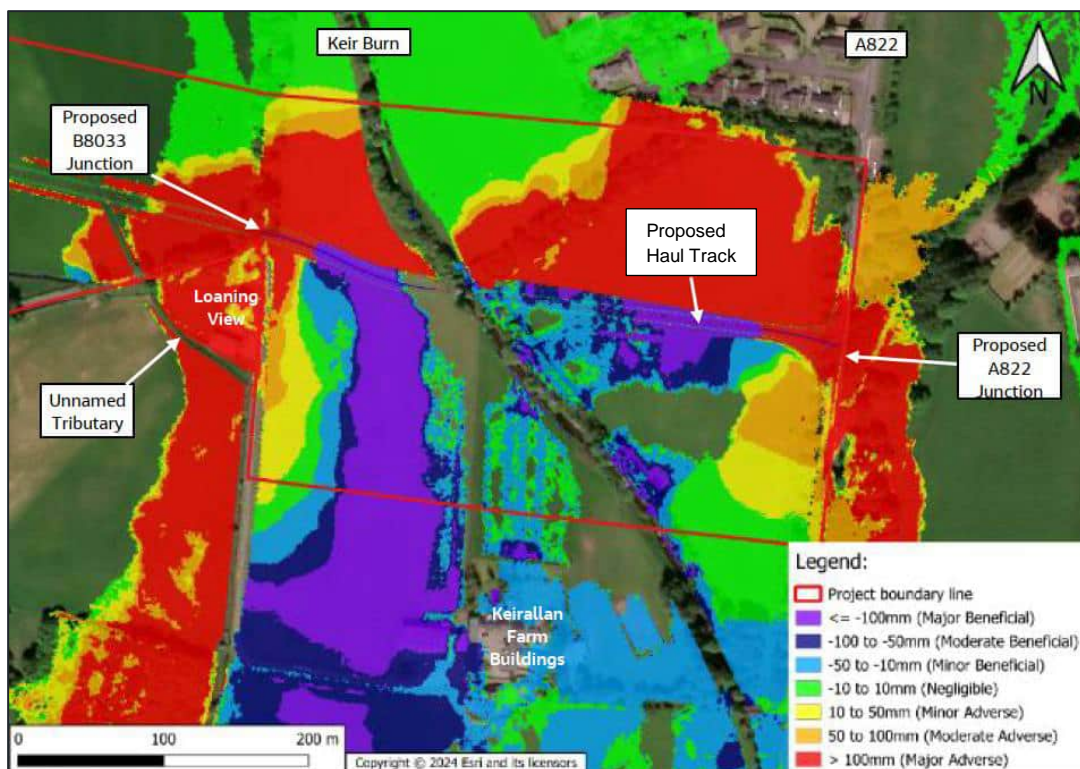 Keir Burn
A822
N
Proposed
B8033
Junction
Proposed
Haul Track
Loaning
View
Proposed
A822
Junction
Unnamed
Tributary
Keirallan
Farm
Buildings
Legend:
Project boundary line
<= -100mm (Major Beneficial)
-100 to -50mm (Moderate Beneficial)
-50 to -10mm (Minor Beneficial)
-10 to 10mm (Negligible)
10 to 50mm (Minor Adverse)
50 to 100mm (Moderate Adverse)
> 100mm (Major Adverse)
0 100 200 m
Copyright © 2024 Esri and its licensors